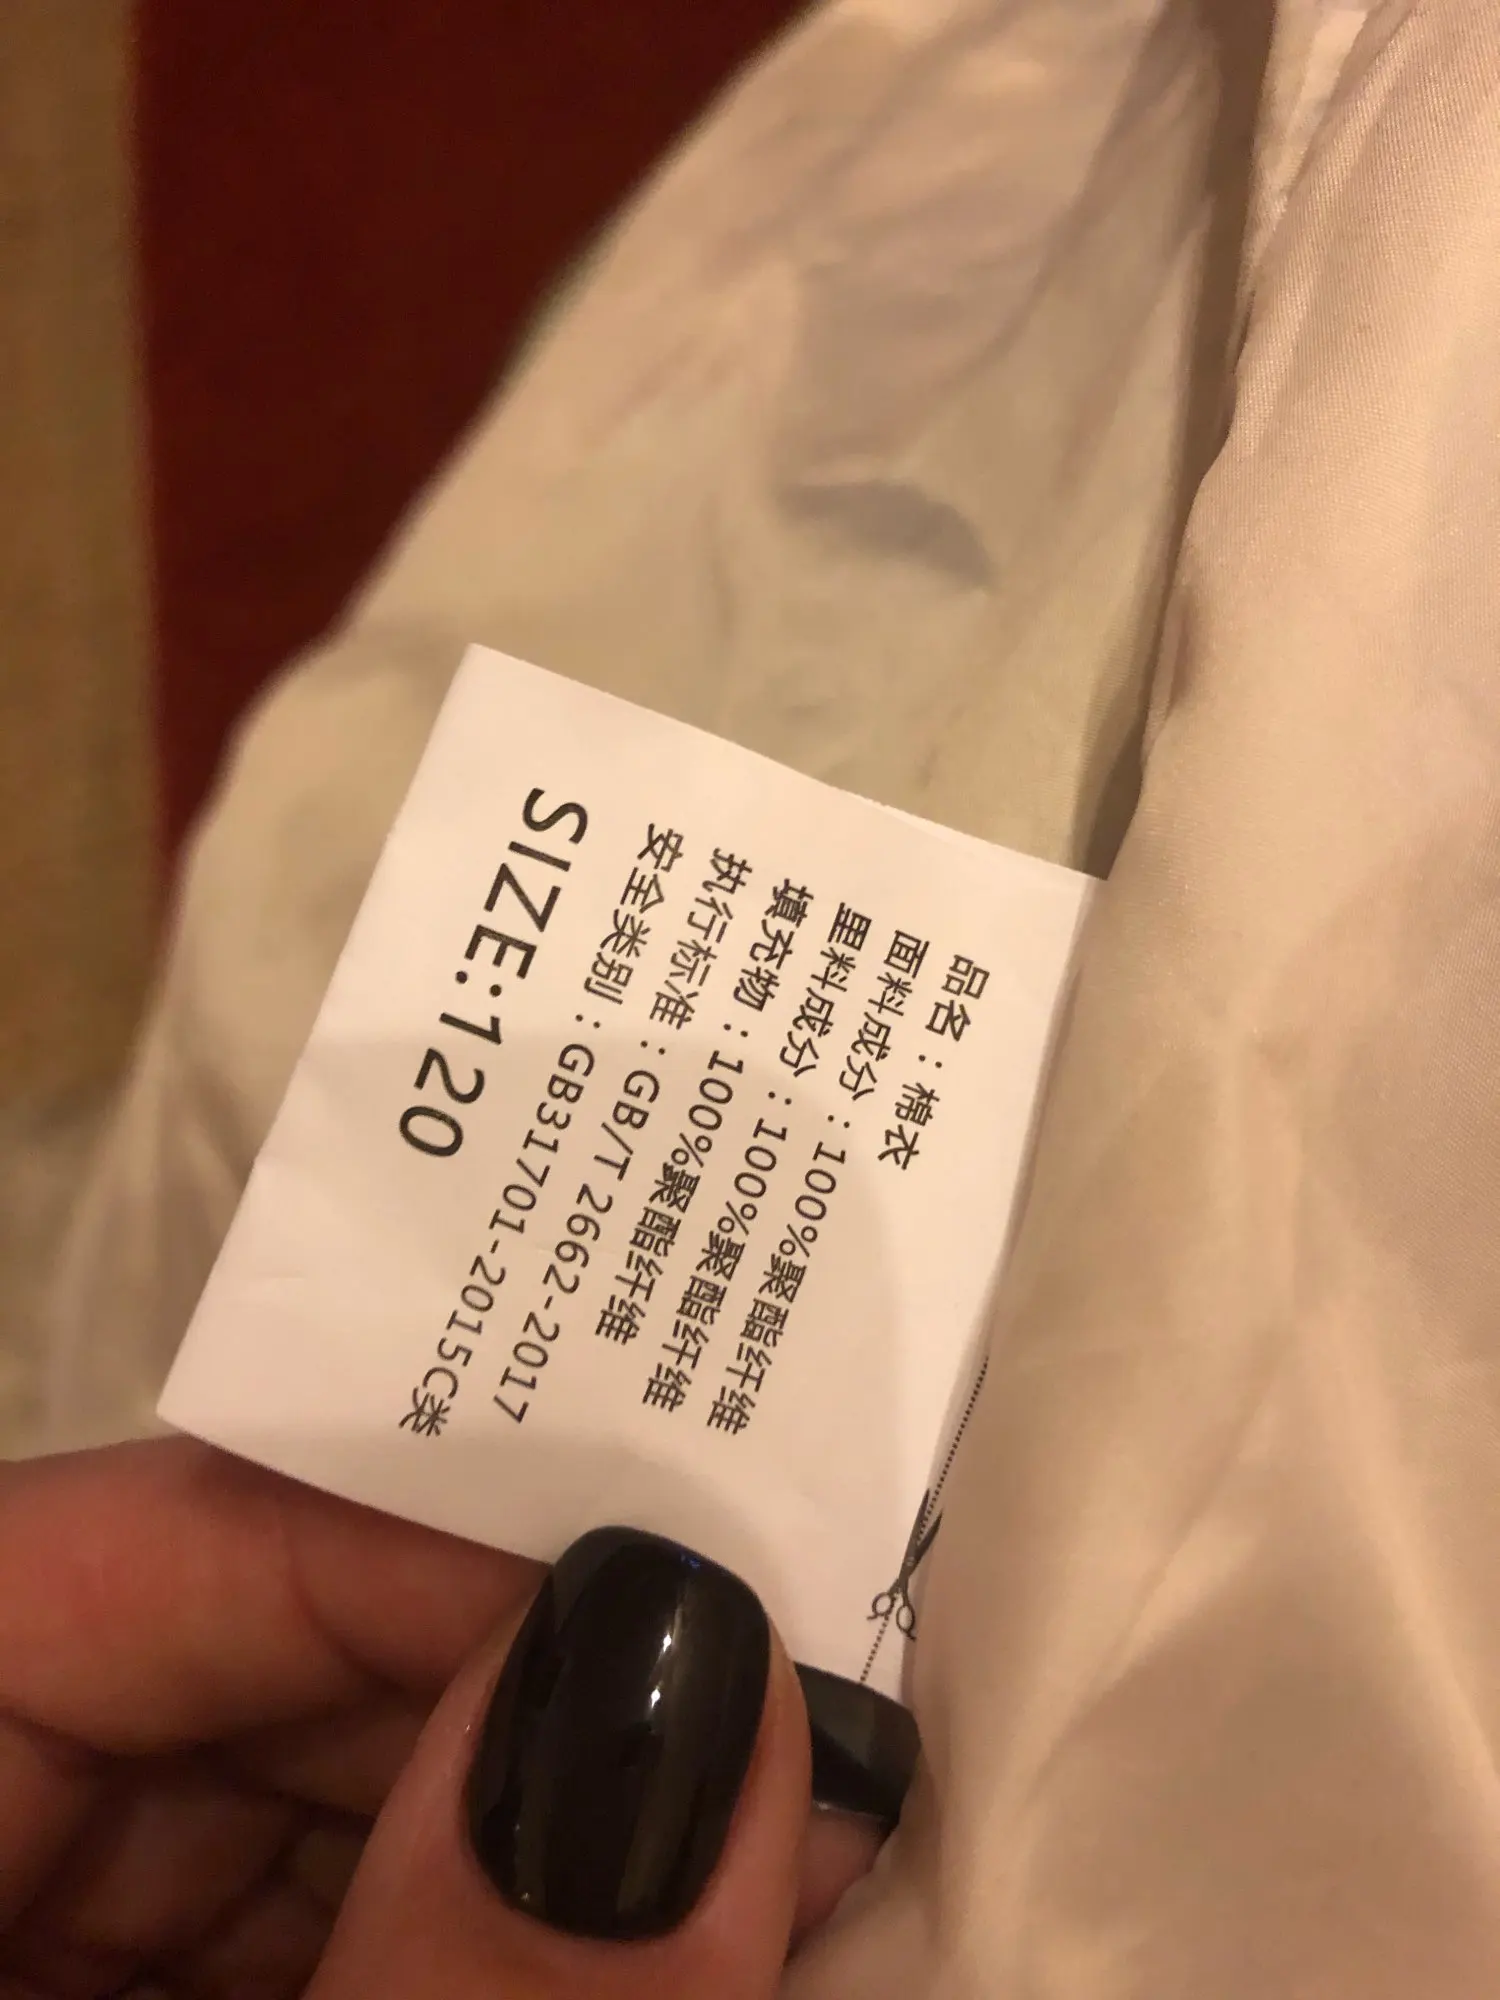 品名：棉衣
面料成分：100%聚酯纤维
里料成分：100%聚酯纤维
填充物：100%聚酯纤维
执行标准：GB/T 2662-2017
安全类别：GB31701-2015C类
SIZE:120